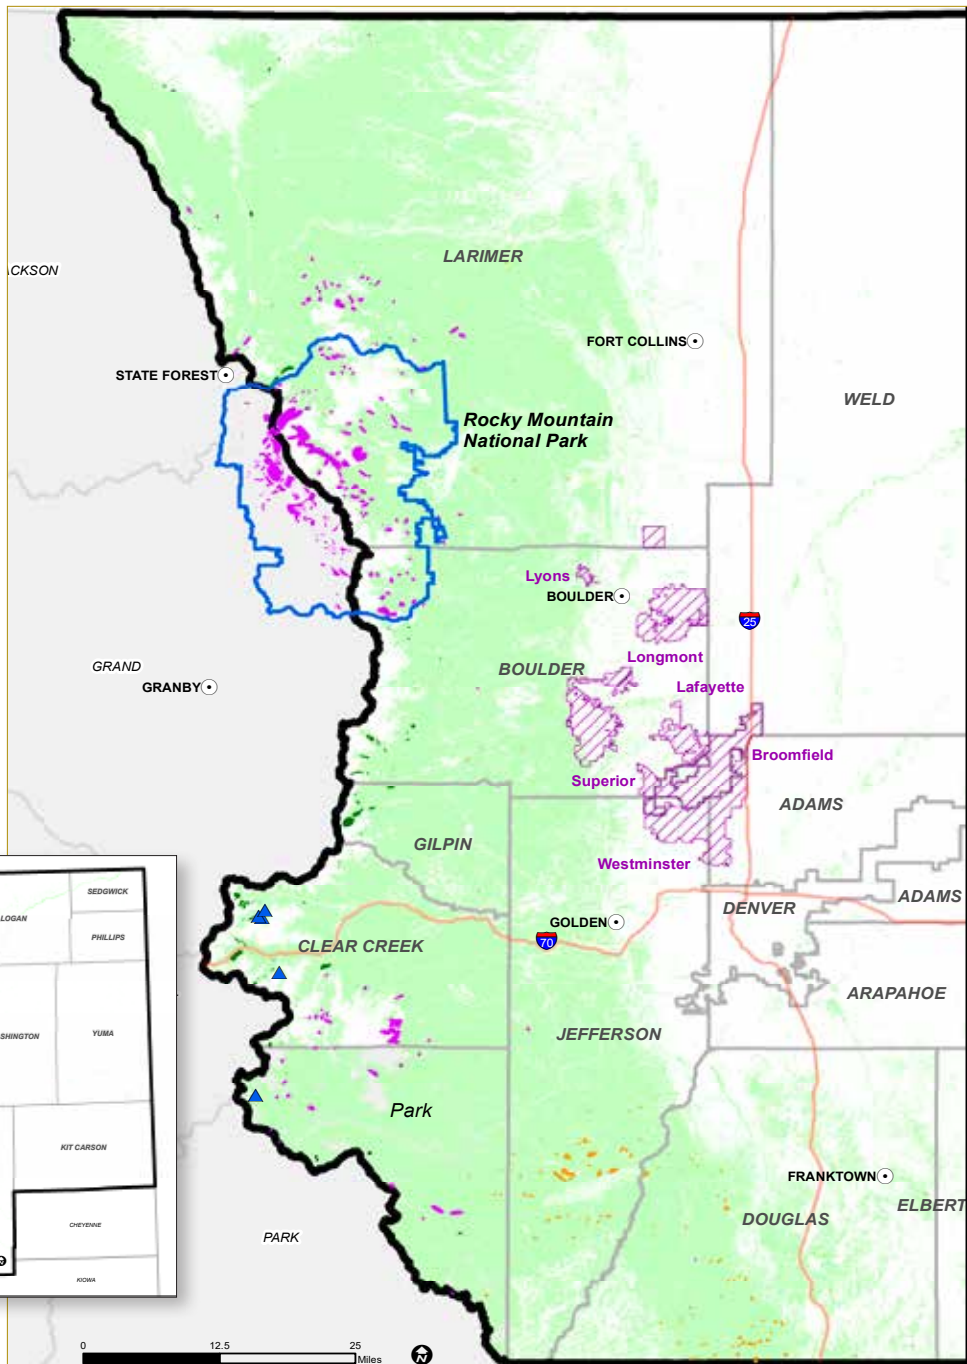 LARIMER
ACKSON
FORT COLLINS
STATE FOREST
WELD
Rocky Mountain
National Park
Lyons
BOULDER
25
Longmont
GRAND
BOULDER
GRANBY
Lafayette
Broomfield
Superior
ADAMS
GILPIN
Westminster
SEDGWICK
LOGAN
PHILLIPS
ADAMS
DENVER
GOLDEN
CLEAR CREEK
70
ARAPAHOE
SHINGTON
YUMA
JEFFERSON
Park
KIT CARSON
FRANKTOWN
ELBERT
DOUGLAS
CHEYENNE
PARK
KIOWA
0 12.5 25
Miles
N